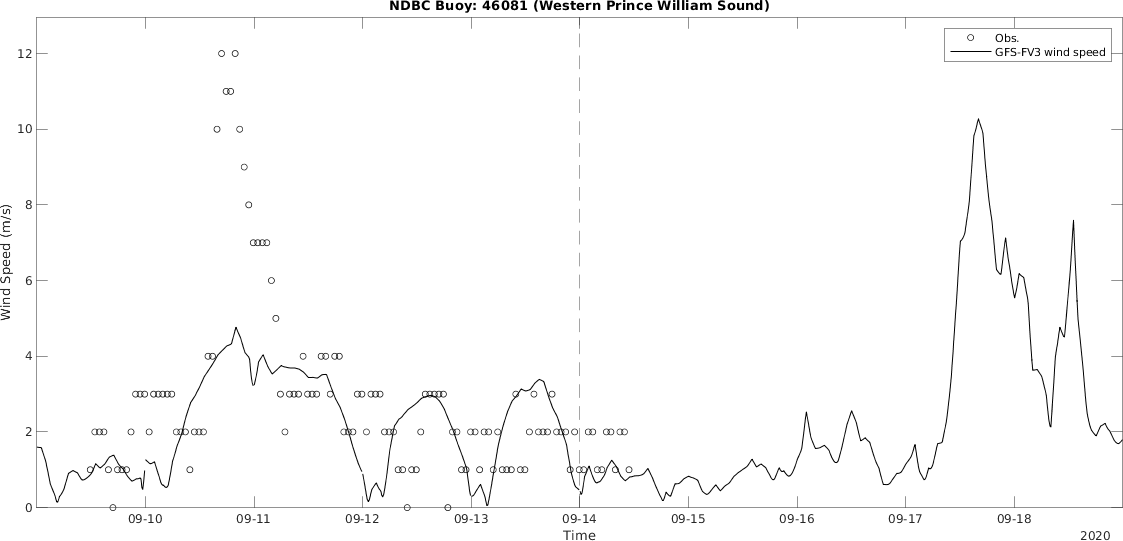 NDBC Buoy: 46081 (Western Prince William Sound)
Obs.
GFS-FV3 wind speed
Wind Speed (m/s)
12
10
8
6
4
2
0
09-10 09-11 09-12 09-13 09-14 09-15 09-16 09-17 09-18
Time
2020